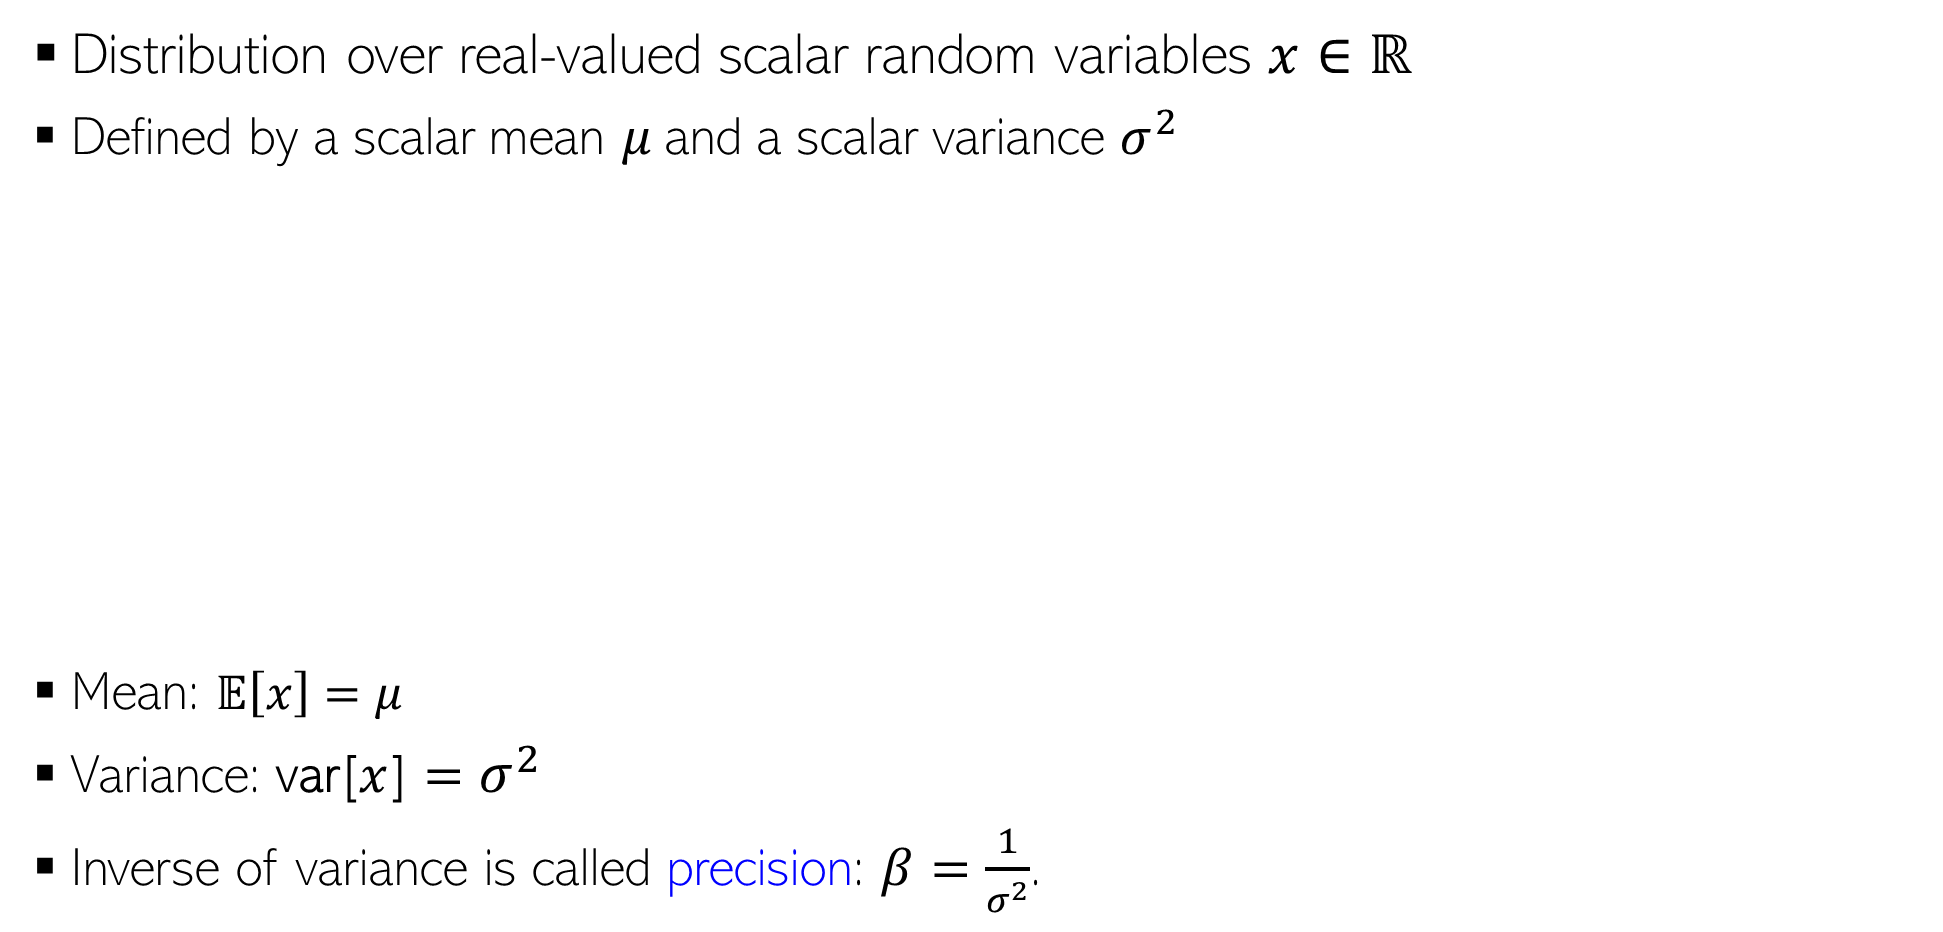 ▪ Distribution over real-valued scalar random variables x ∈ ℝ
▪ Defined by a scalar mean μ and a scalar variance σ²
▪ Mean: 𝔼[x] = μ
▪ Variance: var[x] = σ²
▪ Inverse of variance is called precision: β = 1/σ².